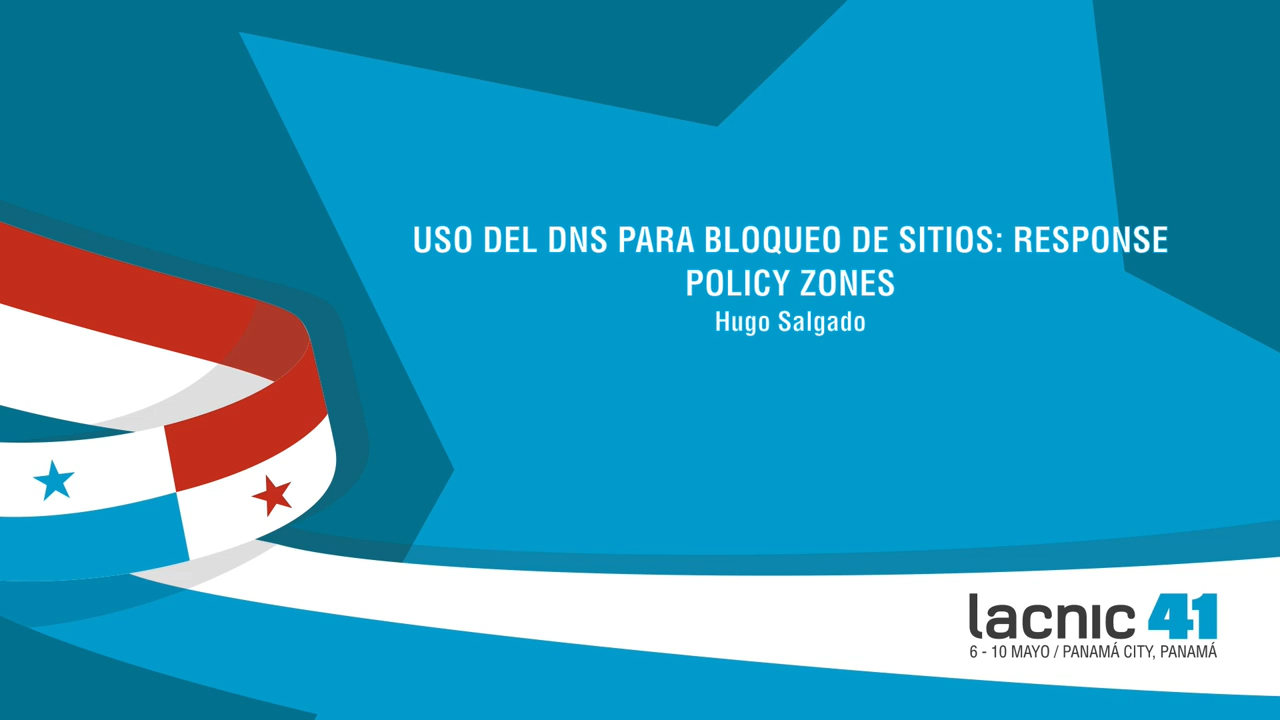 USO DEL DNS PARA BLOQUEO DE SITIOS: RESPONSE
POLICY ZONES
Hugo Salgado
lacnic 41
6 - 10 MAYO / PANAMÁ CITY, PANAMÁ